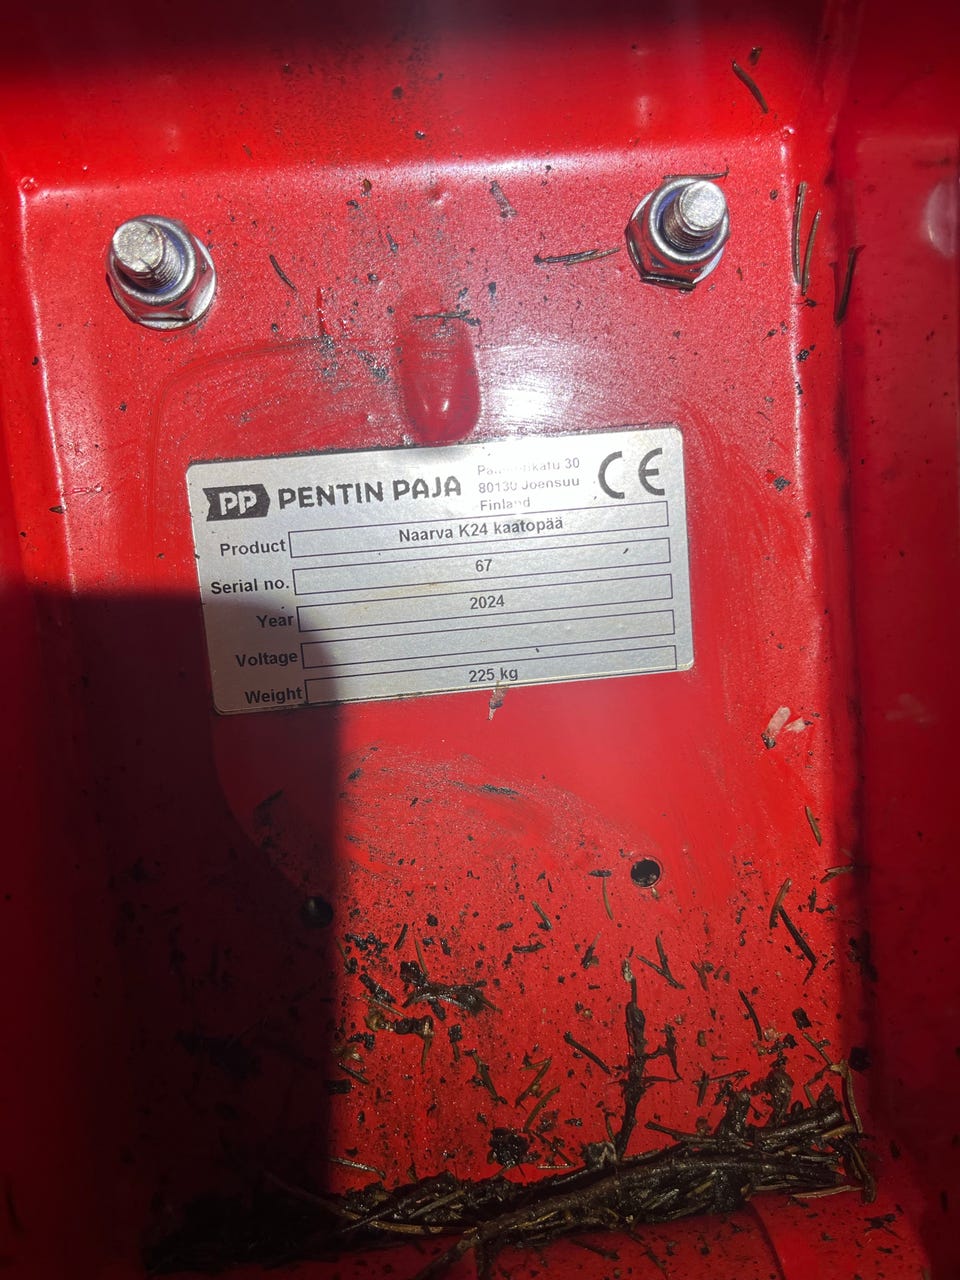 PP PENTIN PAJA
30
80130 Joensuu
Finland
CE
Product Naarva K24 kaatopää
Serial no. 67
Year 2024
Voltage
Weight 225 kg